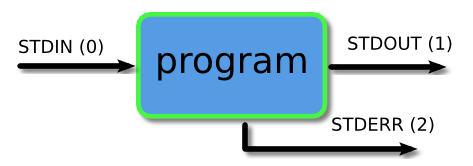 STDIN (0)
program
STDOUT (1)
STDERR (2)